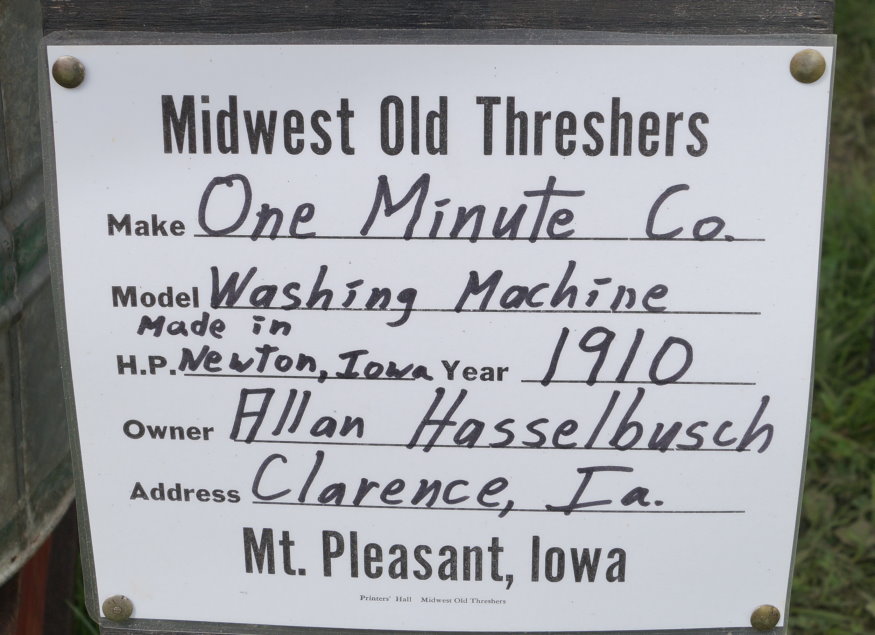 Midwest Old Threshers
Make One Minute Co.
Model Washing Machine
Made in
H.P. Newton, Iowa Year 1910
Owner Allan Hasselbusch
Address Clarence, Ia.
Mt. Pleasant, Iowa
Printers' Hall Midwest Old Threshers